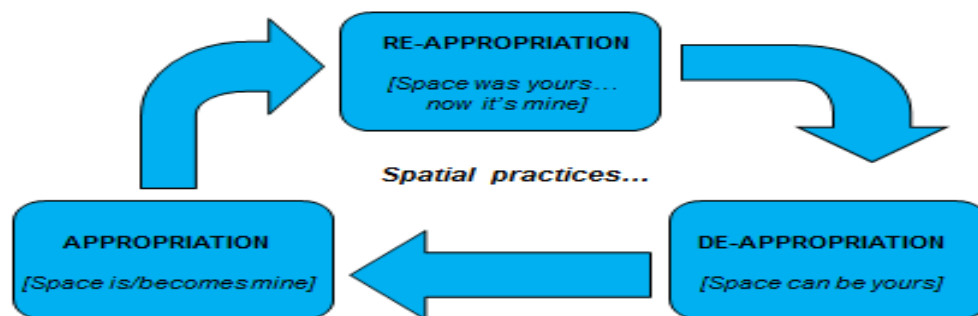 RE-APPROPRIATION
[Space was yours…
now it's mine]
Spatial practices…
APPROPRIATION
[Space is/becomes mine]
DE-APPROPRIATION
[Space can be yours]